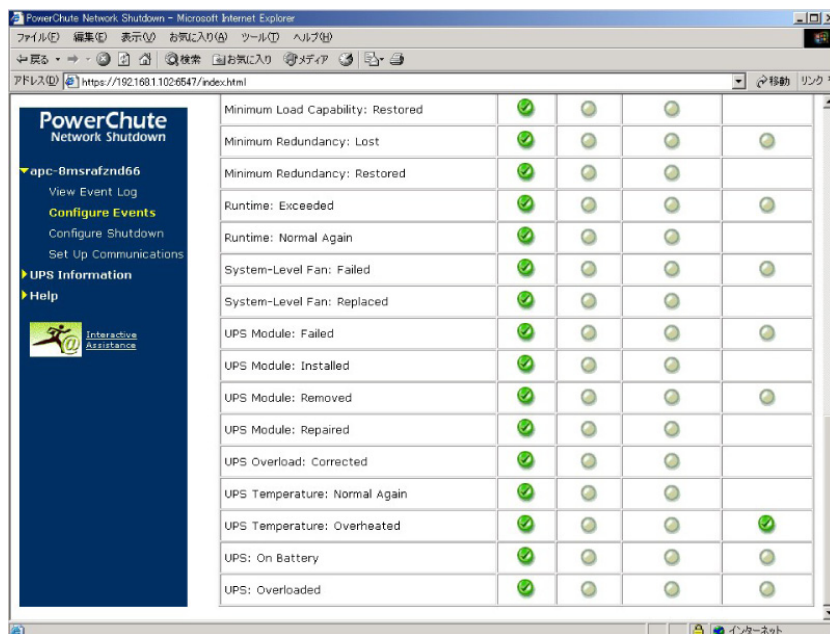 PowerChute Network Shutdown - Microsoft Internet Explorer
ファイル(F) 編集(E) 表示(V) お気に入り(A) ツール(T) ヘルプ(H)
戻る 検索 お気に入り メディア
アドレス(D) https://192.168.1.102:6547/index.html 移動 リンク
PowerChute
Network Shutdown
apc-8msrafznd66
View Event Log
Configure Events
Configure Shutdown
Set Up Communications
UPS Information
Help
Interactive
Assistance
Minimum Load Capability: Restored
Minimum Redundancy: Lost
Minimum Redundancy: Restored
Runtime: Exceeded
Runtime: Normal Again
System-Level Fan: Failed
System-Level Fan: Replaced
UPS Module: Failed
UPS Module: Installed
UPS Module: Removed
UPS Module: Repaired
UPS Overload: Corrected
UPS Temperature: Normal Again
UPS Temperature: Overheated
UPS: On Battery
UPS: Overloaded
インターネット